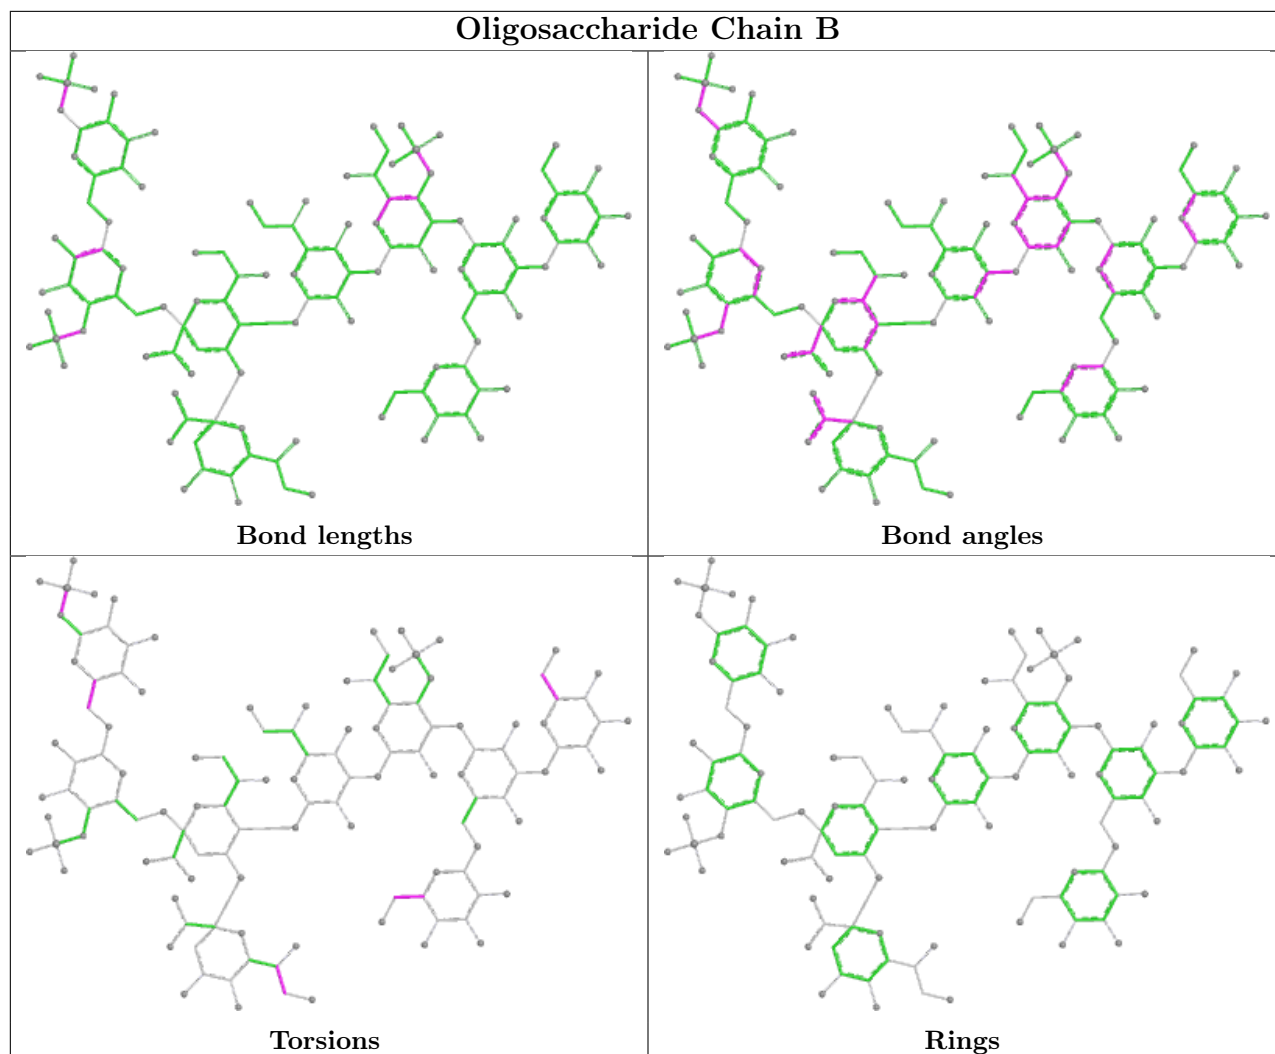 Oligosaccharide Chain B
Bond lengths
Bond angles
Torsions
Rings